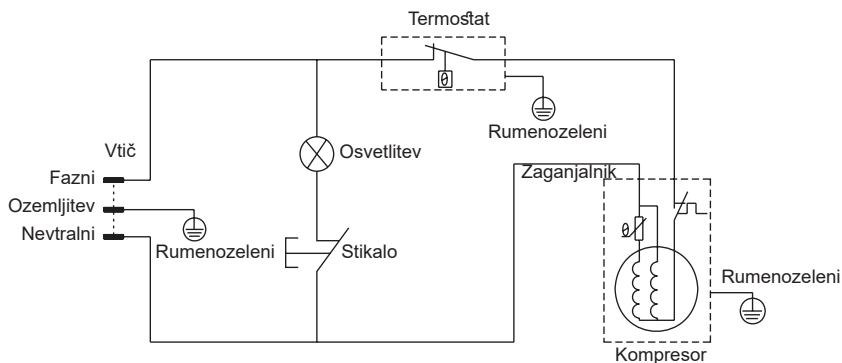 Termostat
θ
Rumenozeleni
Vtič
Osvetlitev
Fazni
Zaganjalnik
Ozemljitev
Nevtralni
Rumenozeleni
Stikalo
θ
Rumenozeleni
Kompresor